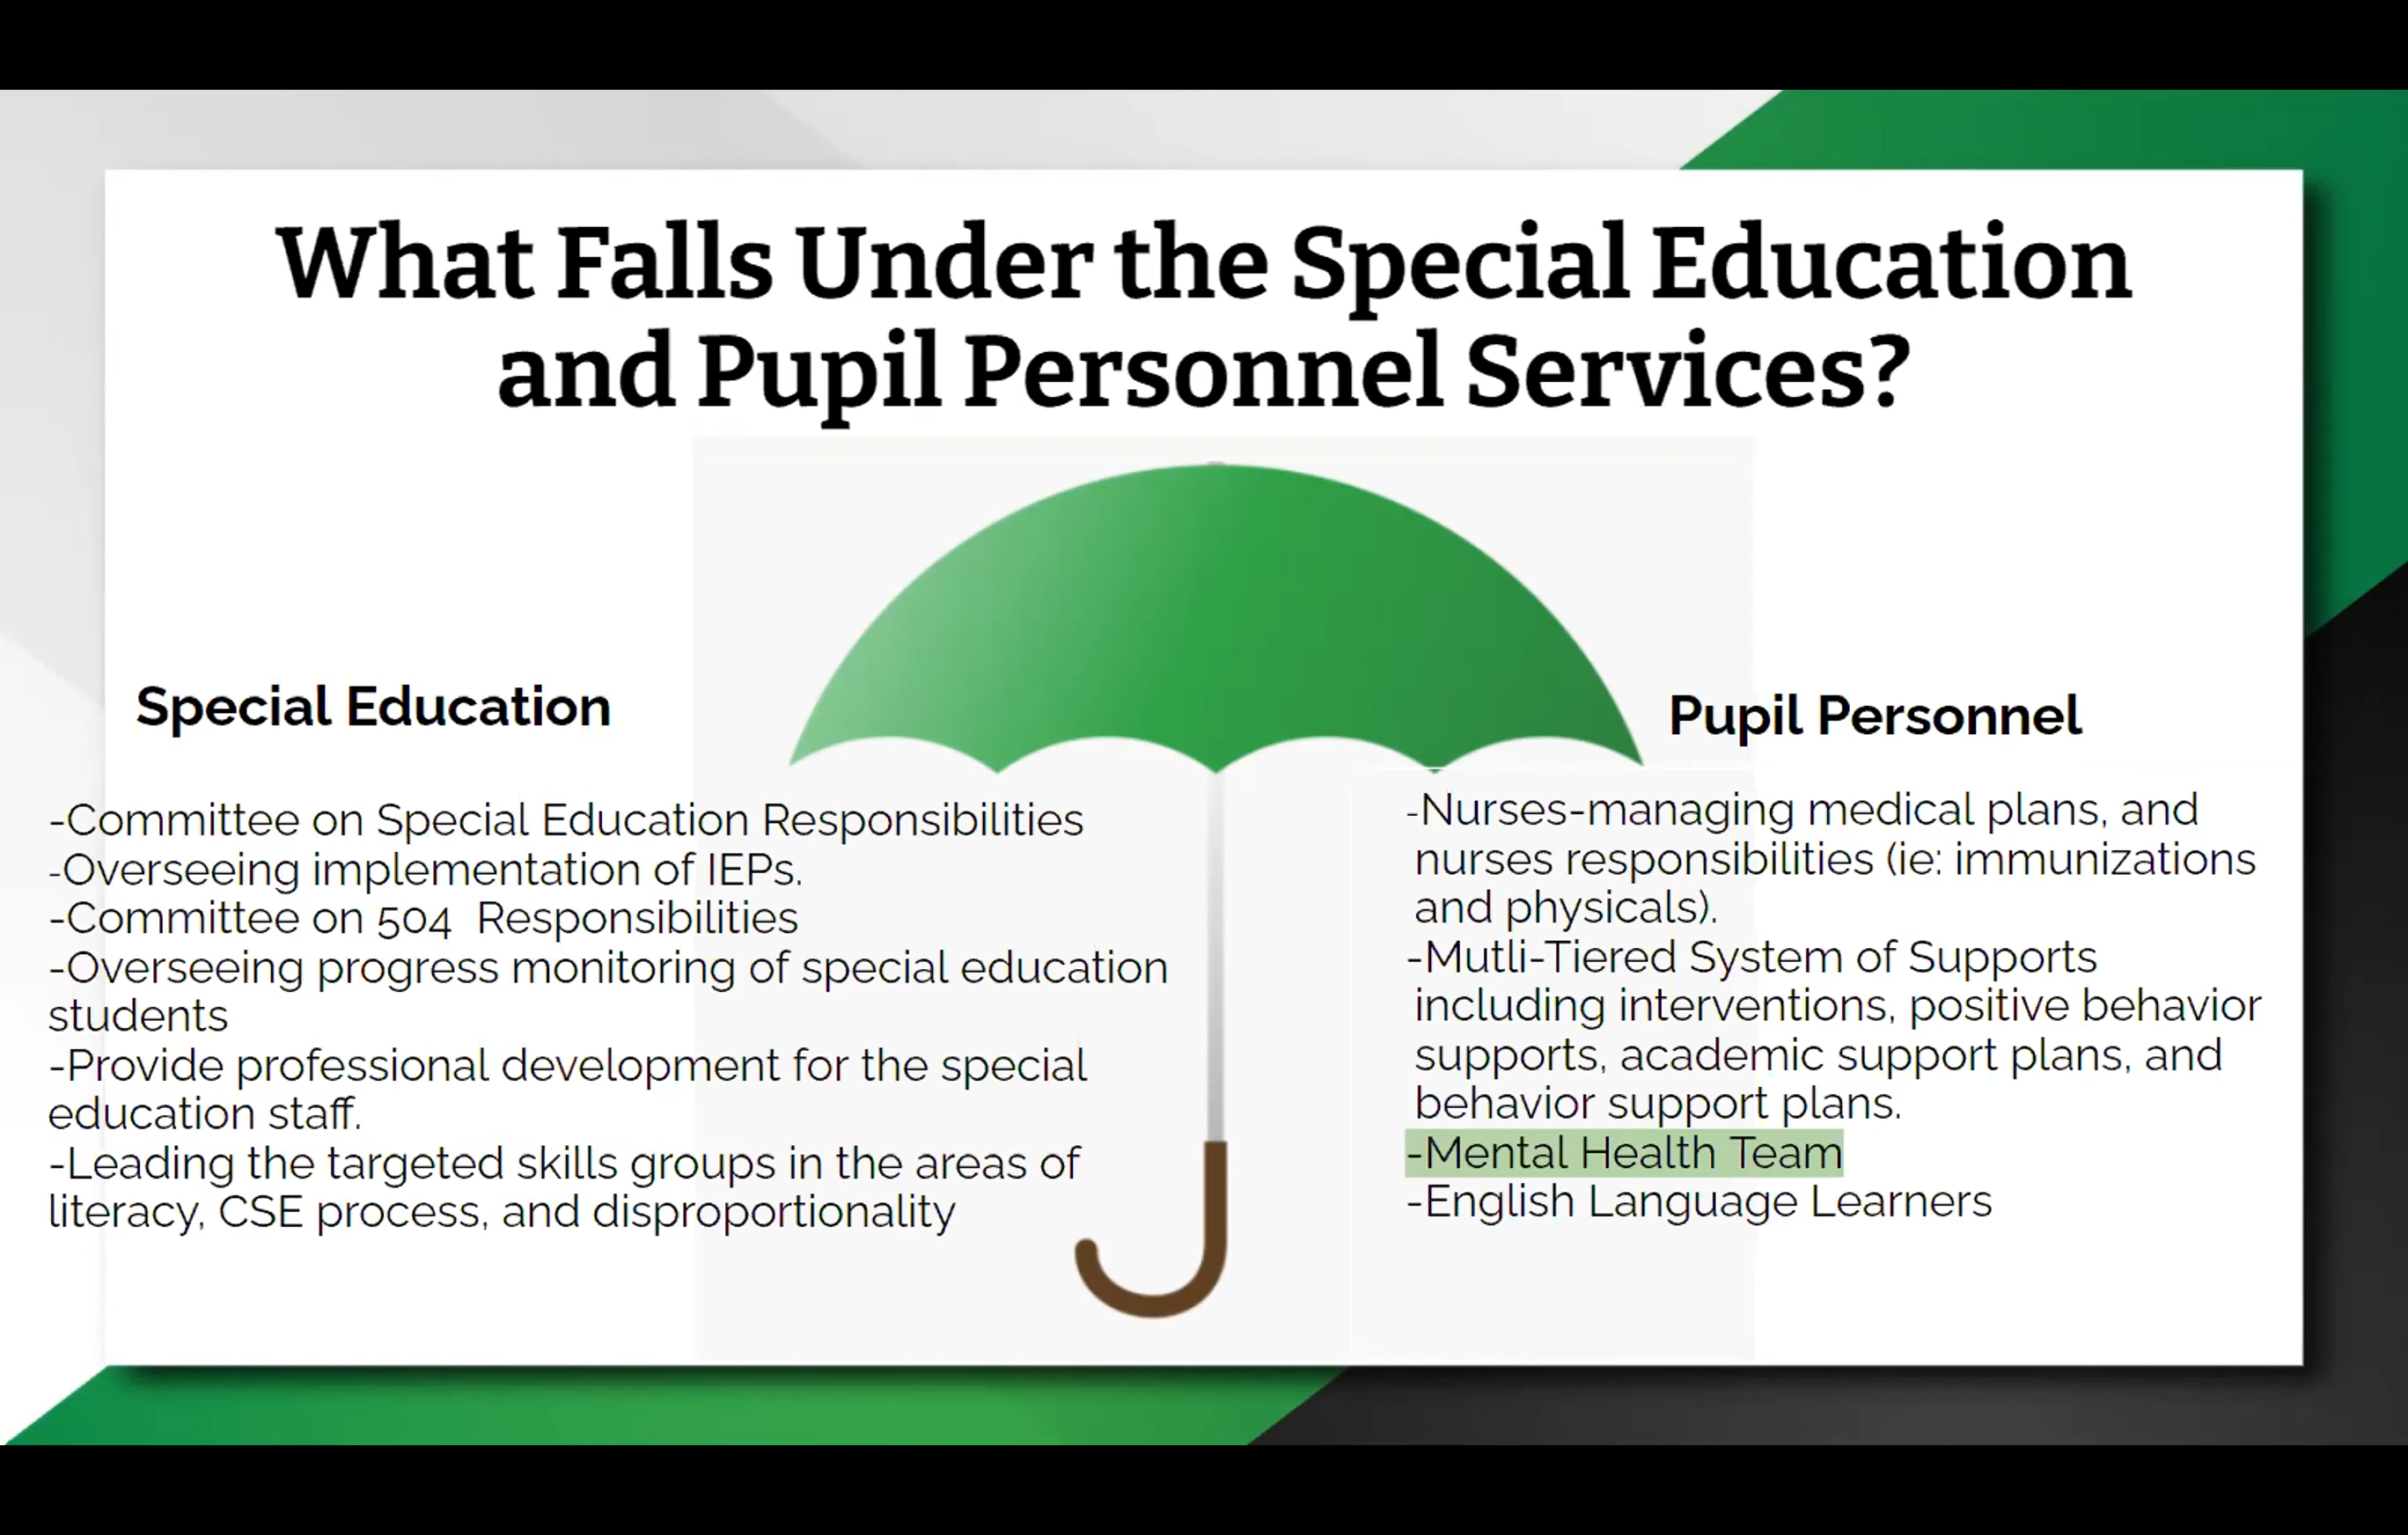 What Falls Under the Special Education
and Pupil Personnel Services?
Special Education
-Committee on Special Education Responsibilities
-Overseeing implementation of IEPs.
-Committee on 504  Responsibilities
-Overseeing progress monitoring of special education
students
-Provide professional development for the special
education staff.
-Leading the targeted skills groups in the areas of
literacy, CSE process, and disproportionality
Pupil Personnel
-Nurses-managing medical plans, and
nurses responsibilities (ie: immunizations
and physicals).
-Mutli-Tiered System of Supports
including interventions, positive behavior
supports, academic support plans, and
behavior support plans.
-Mental Health Team
-English Language Learners